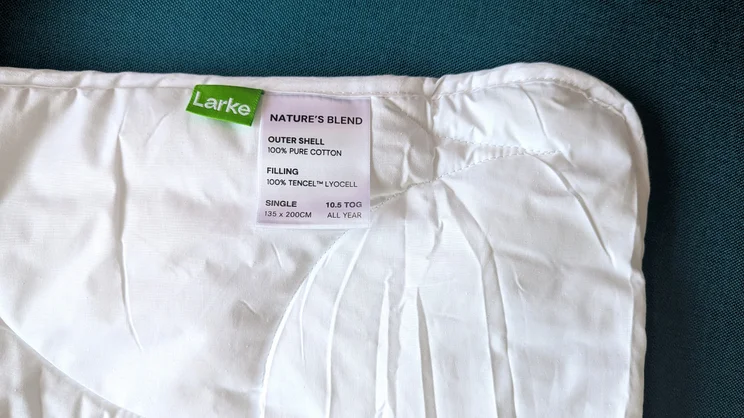 Larke
NATURE'S BLEND
OUTER SHELL
100% PURE COTTON
FILLING
100% TENCEL™ LYOCELL
SINGLE 10.5 TOG
135 x 200CM ALL YEAR